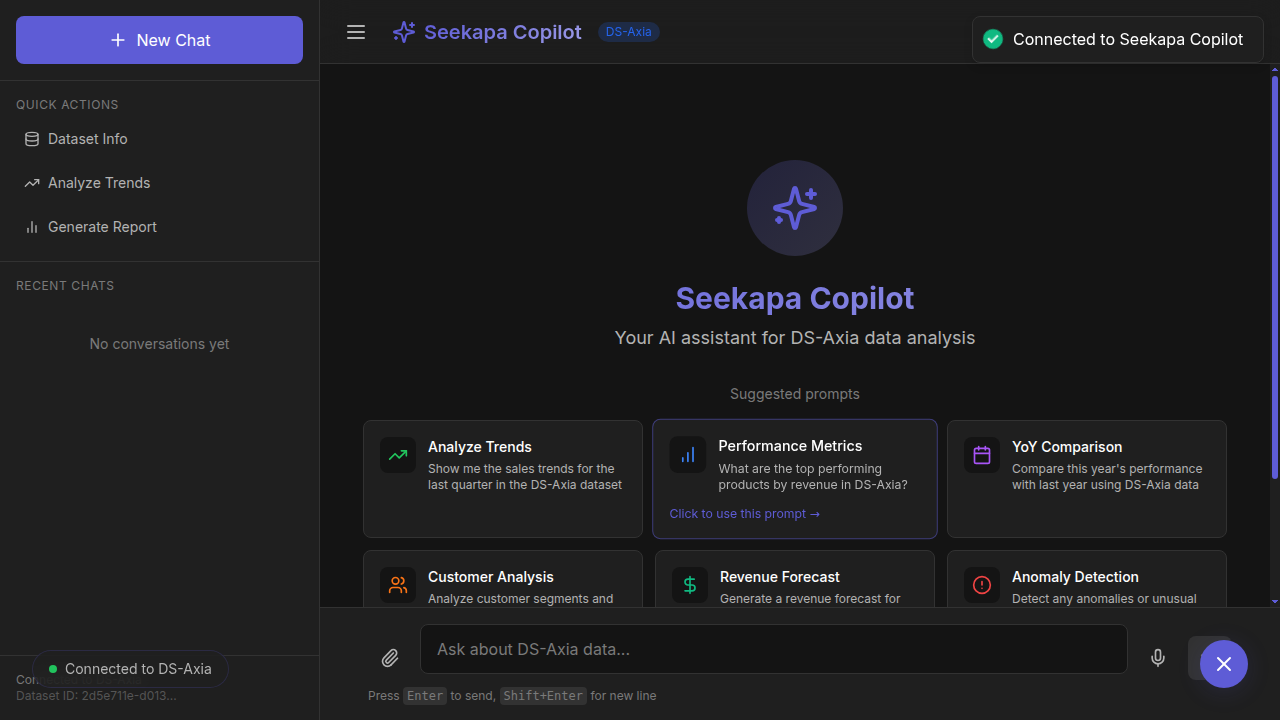 New Chat
QUICK ACTIONS
Dataset Info
Analyze Trends
Generate Report
RECENT CHATS
No conversations yet
Connected to DS-Axia
Dataset ID: 2d5e711e-d013...
Seekapa Copilot
DS-Axia
Connected to Seekapa Copilot
Seekapa Copilot
Your AI assistant for DS-Axia data analysis
Suggested prompts
Analyze Trends
Show me the sales trends for the
last quarter in the DS-Axia dataset
Performance Metrics
What are the top performing
products by revenue in DS-Axia?
Click to use this prompt →
YoY Comparison
Compare this year's performance
with last year using DS-Axia data
Customer Analysis
Analyze customer segments and
Revenue Forecast
Generate a revenue forecast for
Anomaly Detection
Detect any anomalies or unusual
Ask about DS-Axia data...
Press Enter to send, Shift+Enter for new line